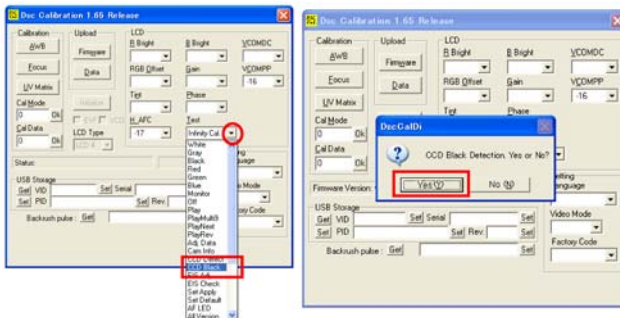 Dsc Calibration 1.65 Release
Calibration
AWB
Focus
UV Matrix
Cal Mode
0 Ok
Cal Data
0 Ok
Upload
Firmware
Data
Initialize
LCD Type
LCD
R Bright
B Bright
VCOMDC
RGB Offset
Gain
VCOMPP
-16
Tint
Phase
H_AFC
Test
-17
Infinity Cal.
White
Gray
Black
Red
Green
Blue
Monitor
Off
Play
PlayMulti9
PlayNext
PlayRev
Adj. Data
Cam Info
CCD Defect
CCD Black
EIS Adj.
EIS Check
Set Apply
Set Default
AF LED
Status:
USB Storage
Get VID Set Serial
Set PID Set Rev.
Backrush pulse : Get
Dsc Calibration 1.65 Release
Calibration
AWB
Focus
UV Matrix
Cal Mode
0 Ok
Cal Data
0 Ok
Upload
Firmware
Data
LCD
R Bright
B Bright
VCOMDC
RGB Offset
Gain
VCOMPP
-16
Tint
Phase
DscCalDi
CCD Black Detection. Yes or No?
Yes(Y)
No (N)
Firmware Version:
Setting
Language
Video Mode
Factory Code
USB Storage
Get VID Set Serial Set
Set PID Set Rev. Set
Backrush pulse : Get Set